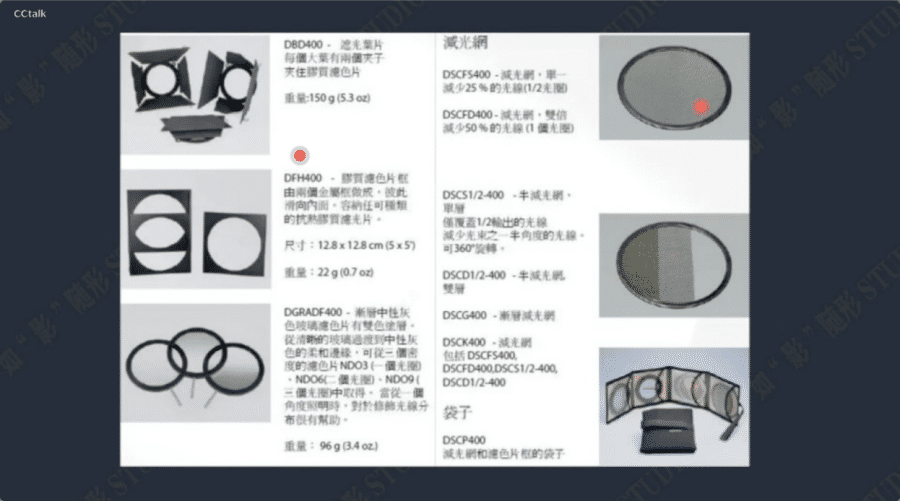 CCtalk
DBD400 - 遮光葉片
每個大葉有兩個夾子
夾住膠質濾色片
重量:150 g (5.3 oz)
DFH400 - 膠質濾色片框
由兩個金屬框做成，彼此
滑向內面，容納任可種類
的抗熱膠質濾光片。
尺寸：12.8 x 12.8 cm (5 x 5')
重量：22 g (0.7 oz)
DGRADF400 - 漸層中性灰
色玻璃濾色片有雙色塗層。
從清晰的玻璃過渡到中性灰
色的柔和邊緣，可從三個密
度的濾色片NDO3 (一個光圈)
、NDO6(二個光圈)、NDO9 (
三個光圈)中取得。當從一個
角度照明時，對於修飾光線分
布很有幫助。
重量： 96 g (3.4 oz.)
減光網
DSCFS400 - 減光網，單一
減少25 % 的光線(1/2光圈)
DSCFD400 - 減光網，雙倍
減少50 % 的光線 (1 個光圈)
DSCS1/2-400 - 半減光網，
單層
僅覆蓋1/2輸出的光線
減少光束之一半角度的光線。
可360°旋轉。
DSCD1/2-400 - 半減光網,
雙層
DSCG400 - 漸層減光網
DSCK400 - 減光網
包括 DSCFS400,
DSCFD400,DSCS1/2-400,
DSCD1/2-400
袋子
DSCP400
減光網和濾色片框的袋子